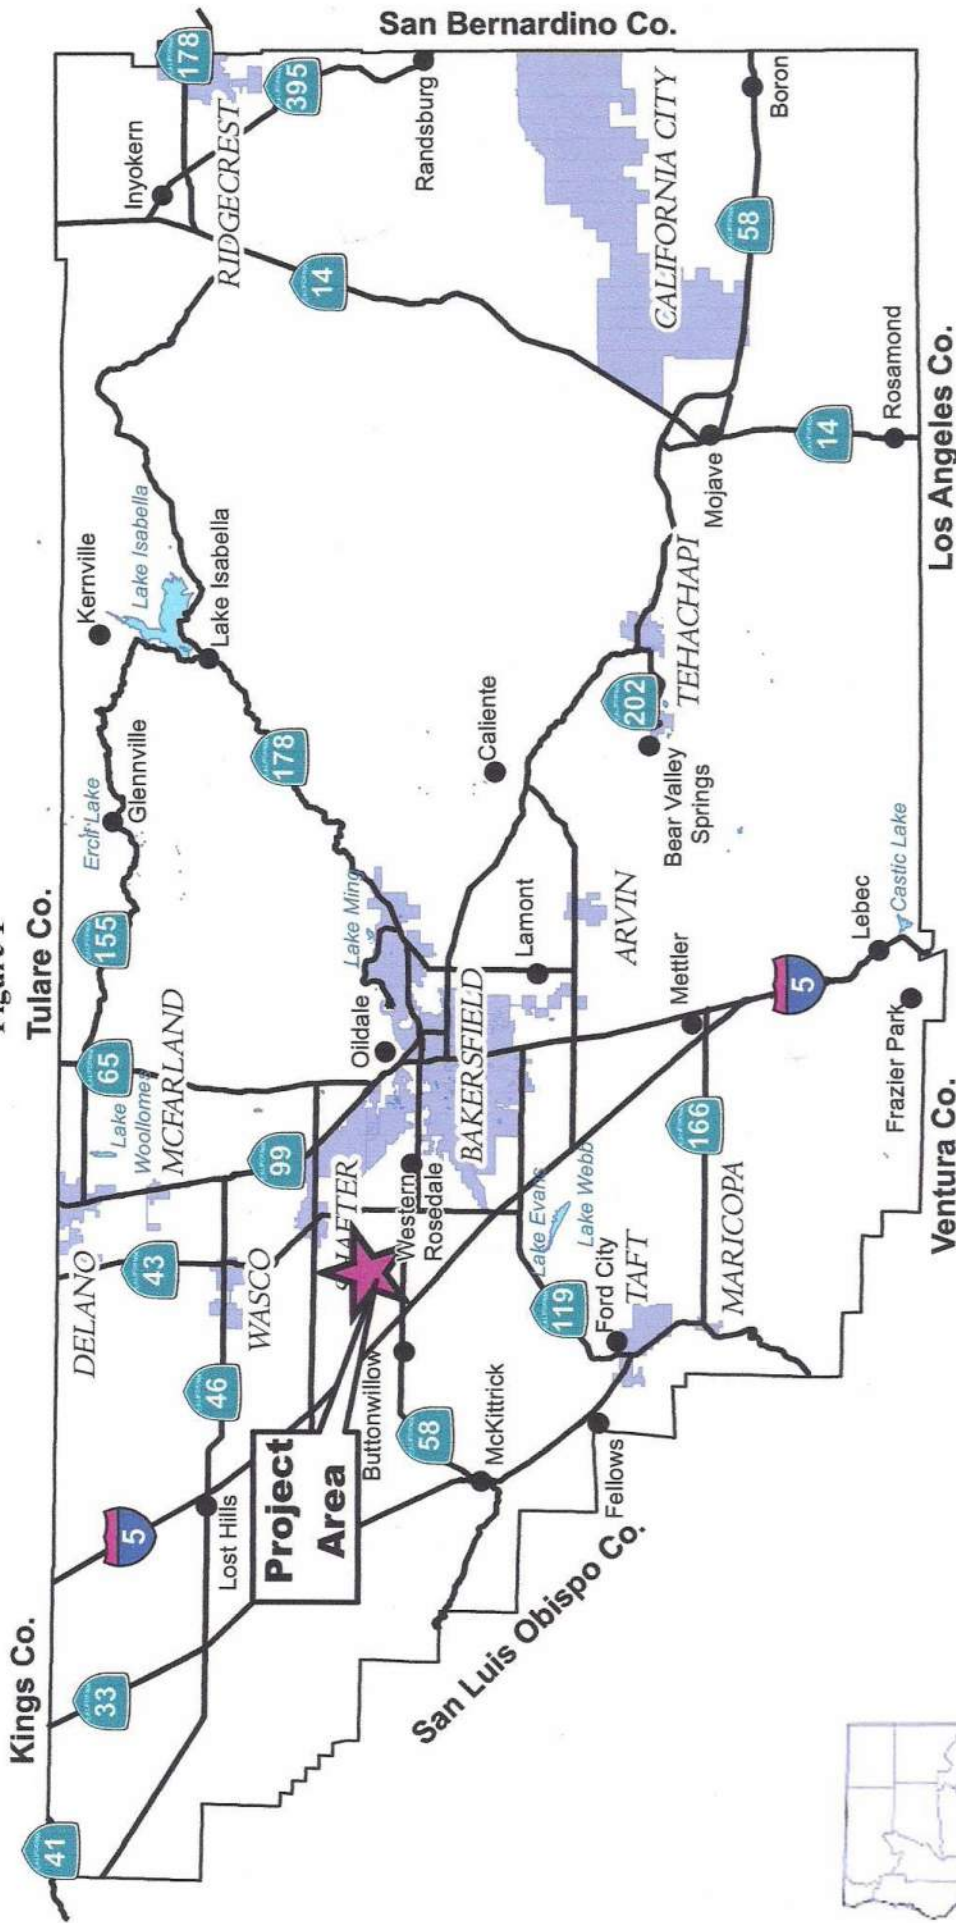 Figure 1
Kings Co.
Tulare Co.
San Bernardino Co.
41
33
5
Lost Hills
46
DELANO
43
WASCO
99
Lake
Woollomes
MCFARLAND
65
155
Ercil Lake
Glennville
Kernville
Lake Isabella
Lake Isabella
178
Inyokern
178
RIDGECREST
395
14
Randsburg
Project
Area
SHAFTER
Buttonwillow
Western
Rosedale
Oildale
Lake Ming
BAKERSFIELD
58
McKittrick
Caliente
CALIFORNIA CITY
58
Boron
Fellows
Ford City
TAFT
119
Lake Evans
Lake Webb
Lamont
ARVIN
Bear Valley
Springs
202
TEHACHAPI
Mojave
14
Rosamond
MARICOPA
166
Mettler
5
Lebec
Castic Lake
Frazier Park
San Luis Obispo Co.
Ventura Co.
Los Angeles Co.